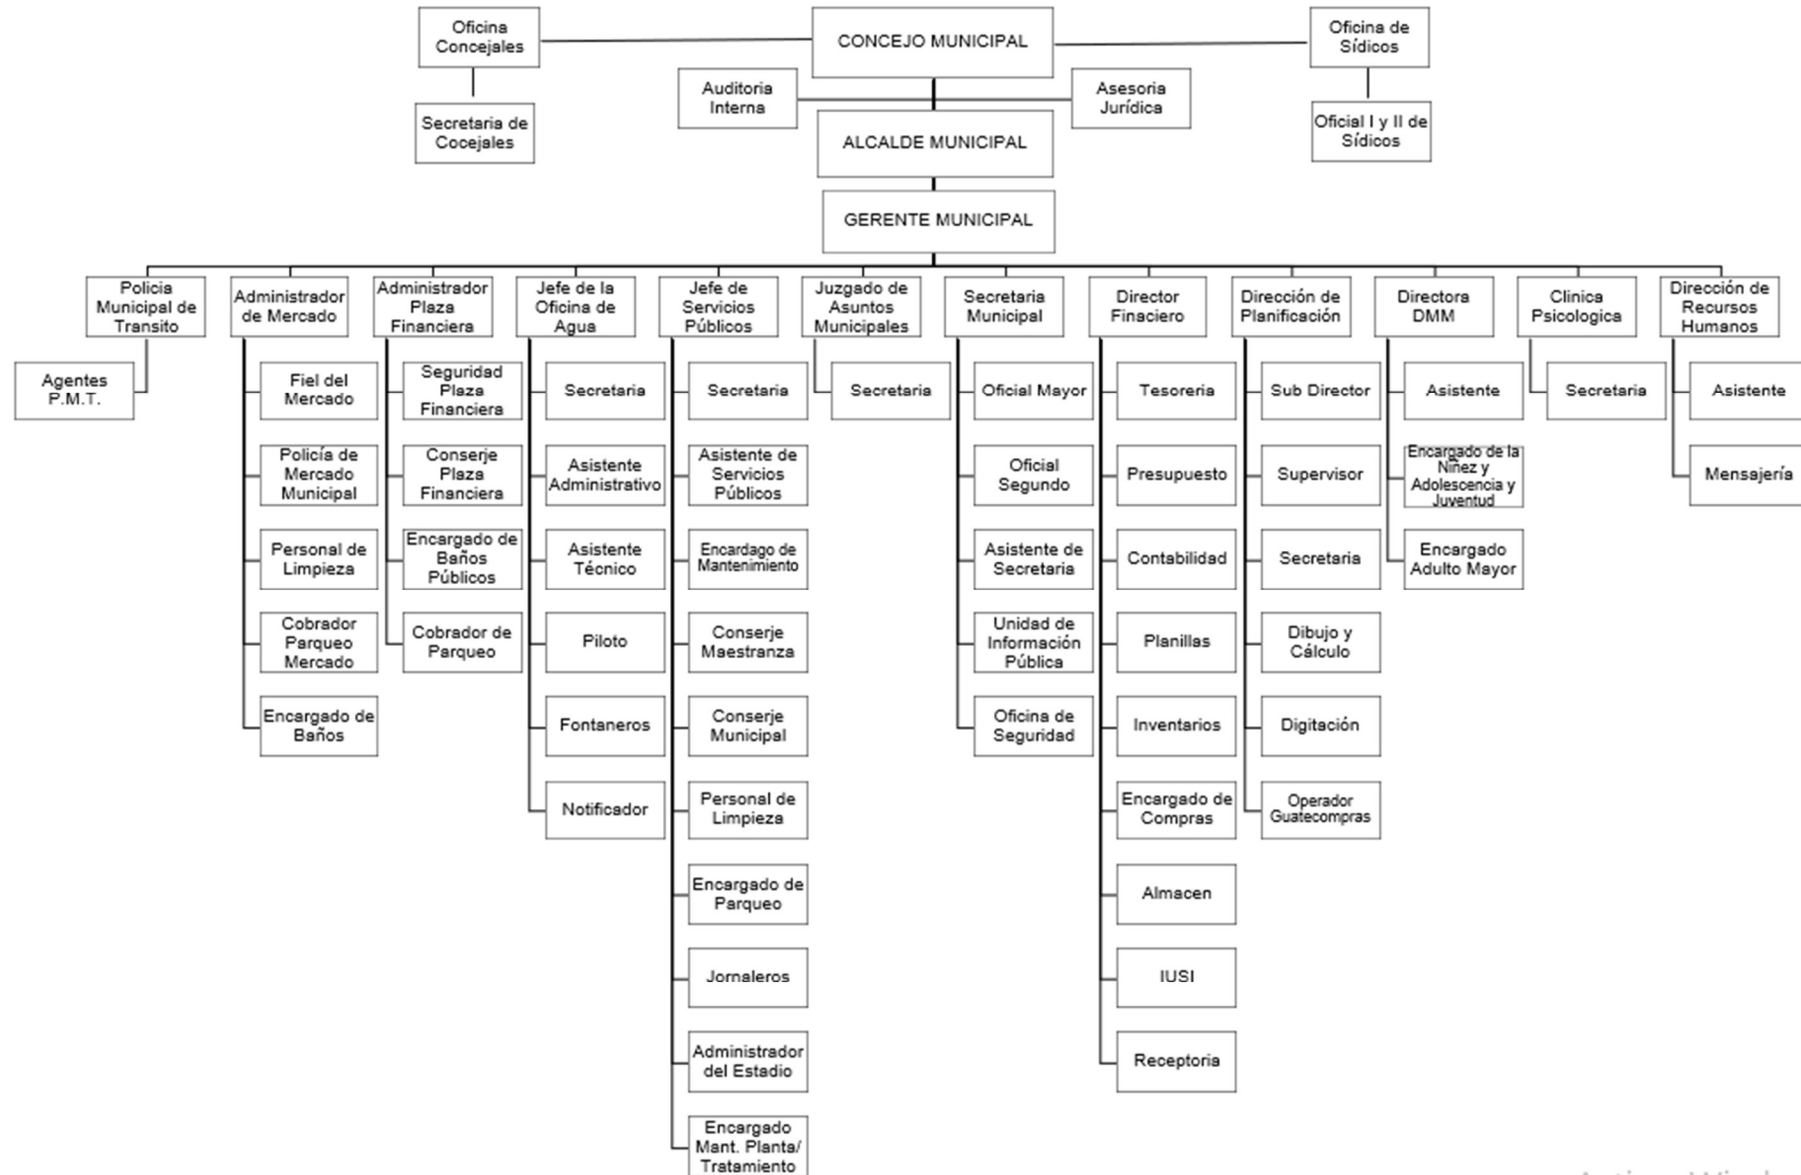 Oficina
Concejales
CONCEJO MUNICIPAL
Oficina de
Sídicos
Auditoria
Interna
Asesoria
Jurídica
Secretaria de
Cocejales
ALCALDE MUNICIPAL
Oficial I y II de
Sídicos
GERENTE MUNICIPAL
Policia
Municipal de
Transito
Administrador
de Mercado
Administrador
Plaza
Financiera
Jefe de la
Oficina de
Agua
Jefe de
Servicios
Públicos
Juzgado de
Asuntos
Municipales
Secretaria
Municipal
Director
Finaciero
Dirección de
Planificación
Directora
DMM
Clinica
Psicologica
Dirección de
Recursos
Humanos
Agentes
P.M.T.
Fiel del
Mercado
Seguridad
Plaza
Financiera
Secretaria
Secretaria
Secretaria
Oficial Mayor
Tesoreria
Sub Director
Asistente
Secretaria
Asistente
Policía de
Mercado
Municipal
Conserje
Plaza
Financiera
Asistente
Administrativo
Asistente de
Servicios
Públicos
Oficial
Segundo
Presupuesto
Supervisor
Encargado de la
Niñez y
Adolescencia y
Juventud
Mensajería
Personal de
Limpieza
Encargado de
Baños
Públicos
Asistente
Técnico
Encardago de
Mantenimiento
Asistente de
Secretaria
Contabilidad
Secretaria
Encargado
Adulto Mayor
Cobrador
Parqueo
Mercado
Cobrador de
Parqueo
Piloto
Conserje
Maestranza
Unidad de
Información
Pública
Planillas
Dibujo y
Cálculo
Encargado de
Baños
Fontaneros
Conserje
Municipal
Oficina de
Seguridad
Inventarios
Digitación
Notificador
Personal de
Limpieza
Encargado de
Compras
Operador
Guatecompras
Encargado de
Parqueo
Almacen
Jornaleros
IUSI
Administrador
del Estadio
Receptoria
Encargado
Mant. Planta/
Tratamiento